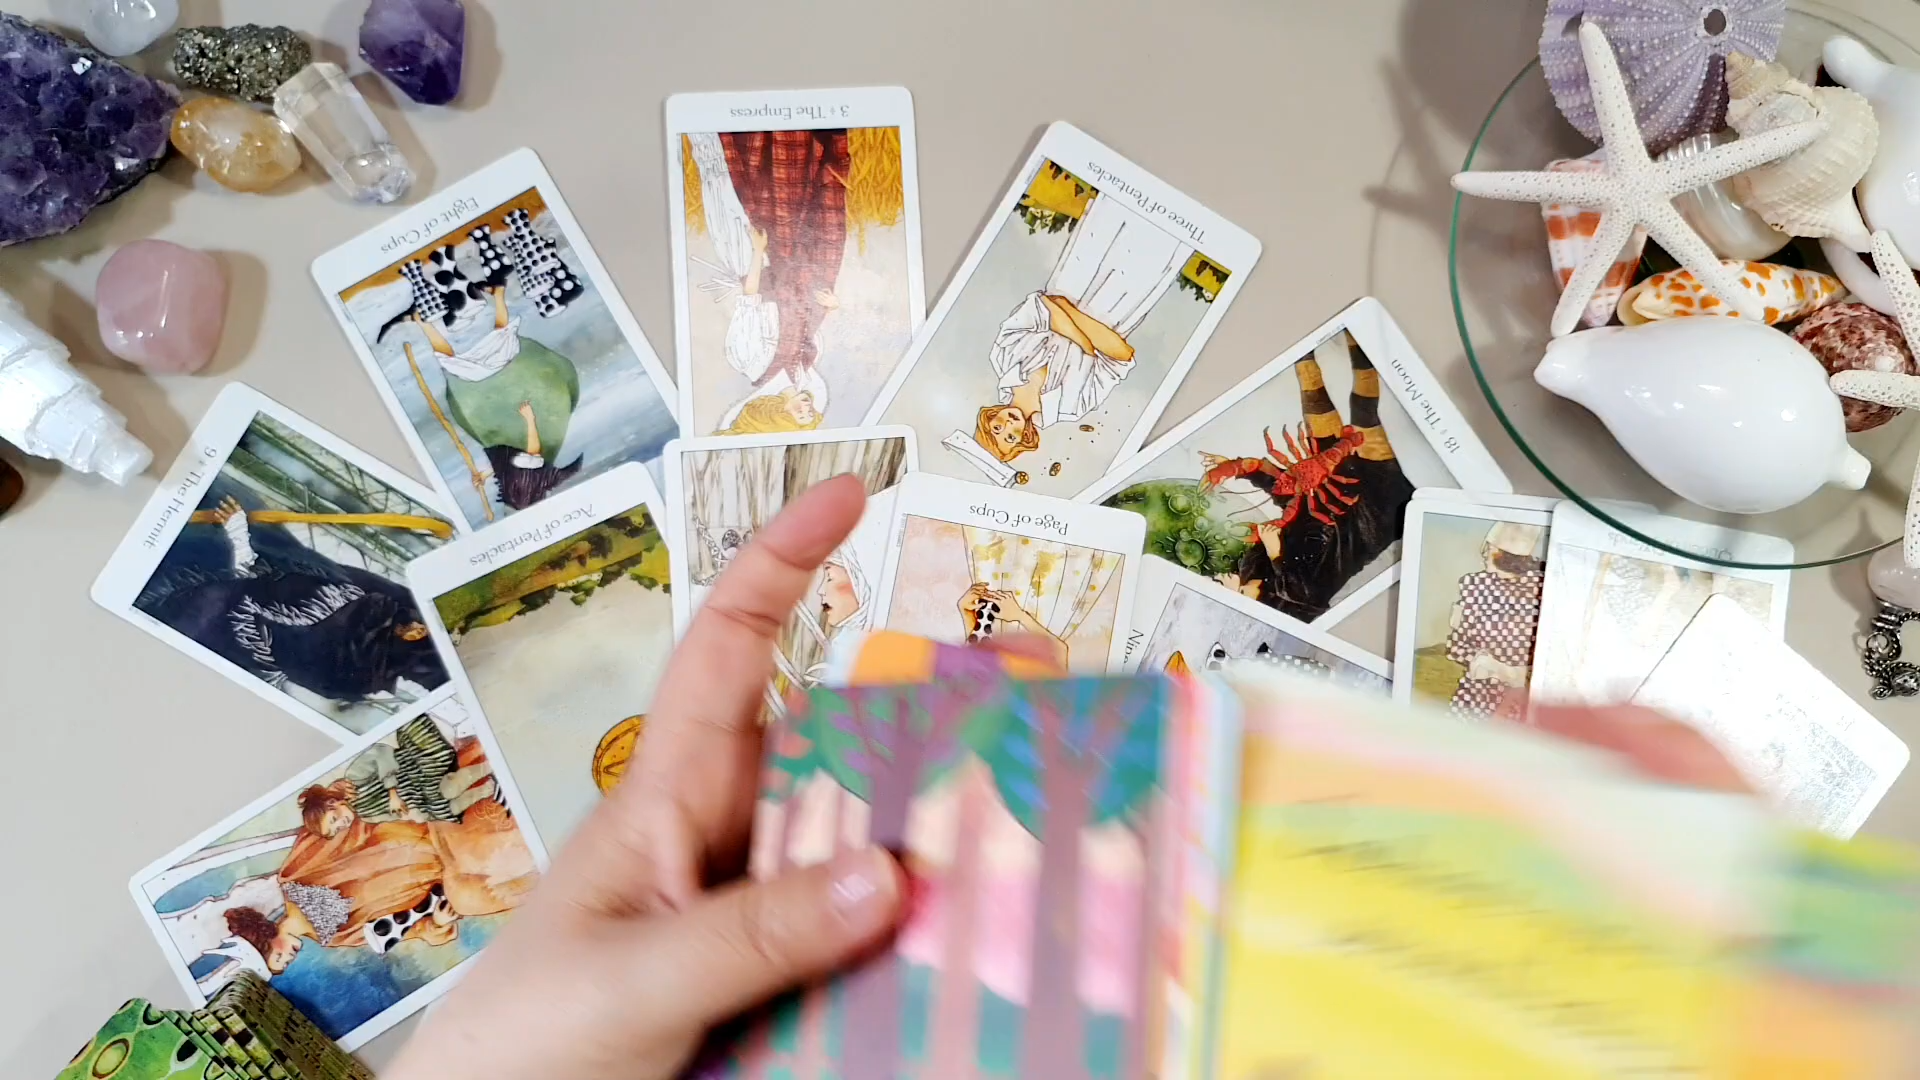 3 ♦ The Empress
Three of Pentacles
Eight of Cups
18 ♦ The Moon
9 ♦ The Hermit
Ace of Pentacles
Page of Cups
Nine